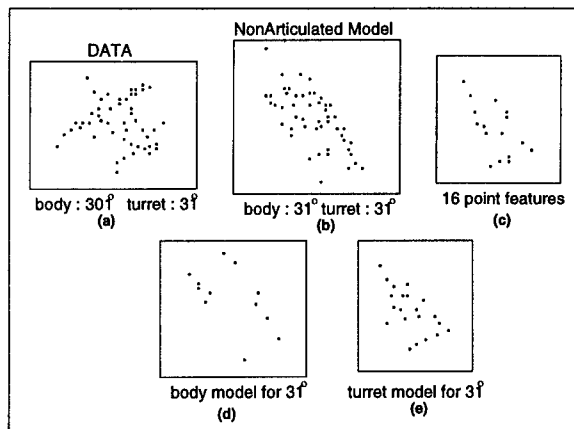 DATA
NonArticulated Model
body : 301° turret : 31°
(a)
body : 31° turret : 31°
(b)
16 point features
(c)
body model for 31°
(d)
turret model for 31°
(e)